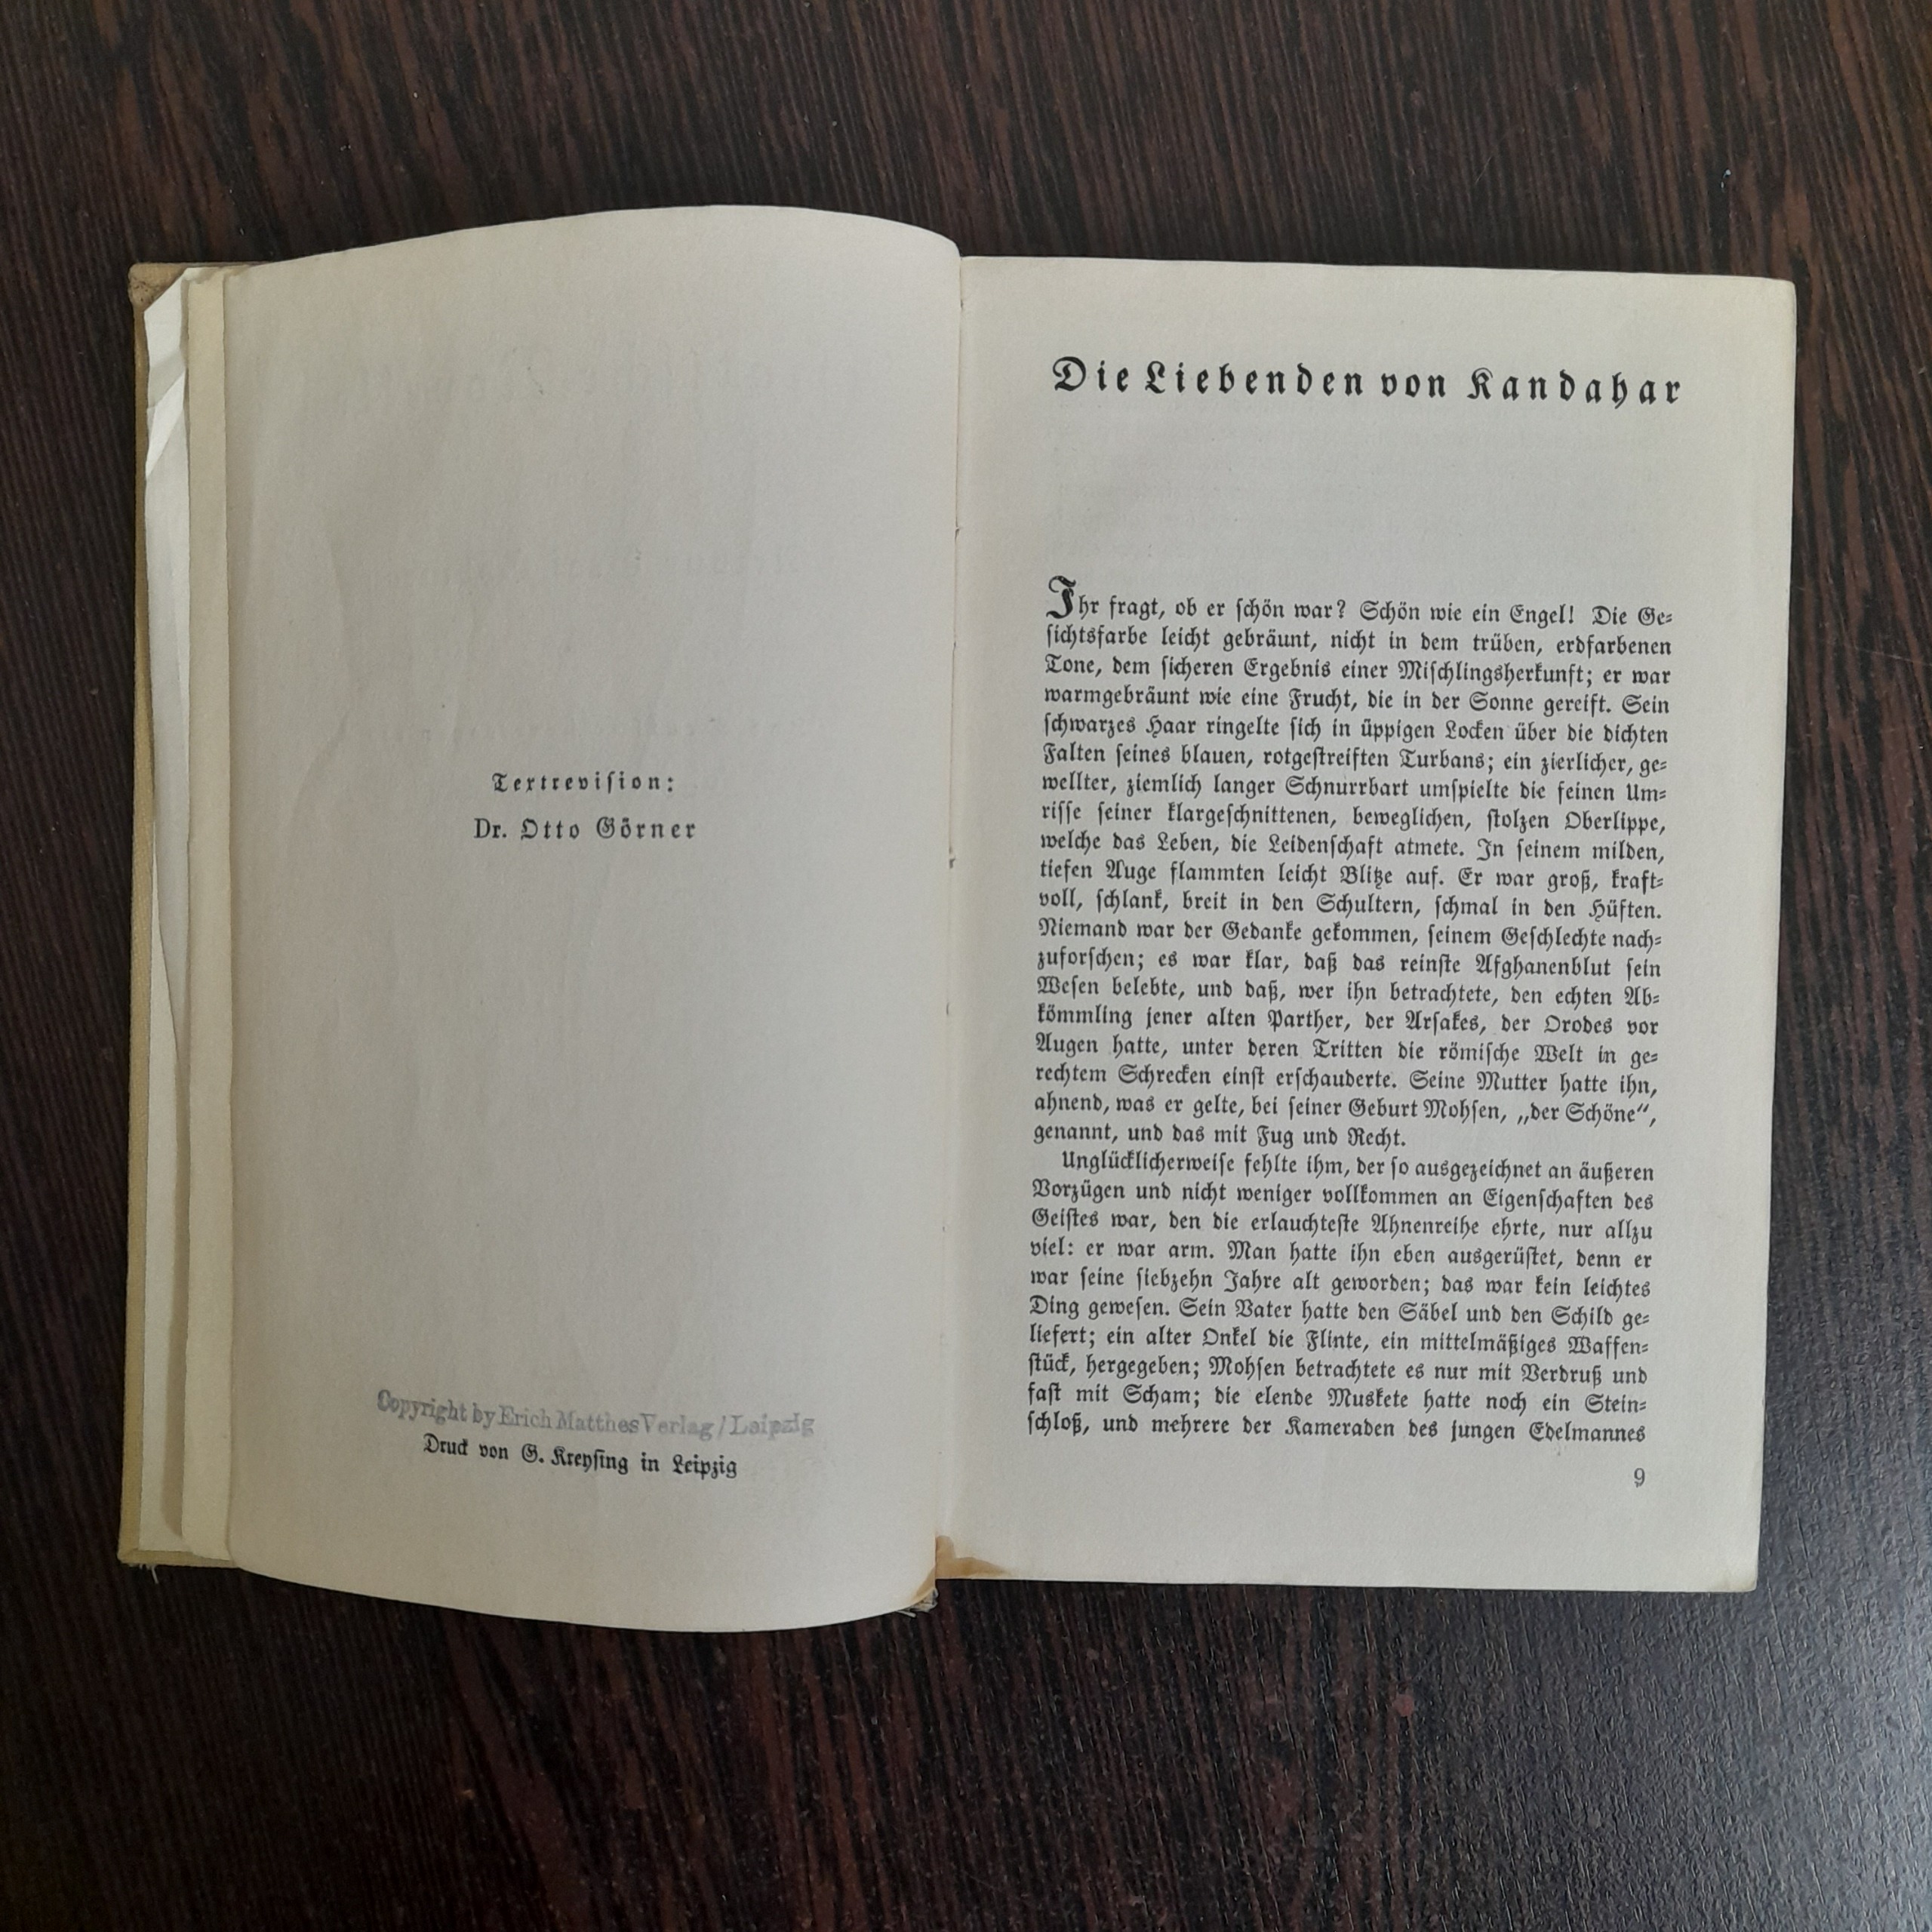 Textrevision:
Dr. Otto Görner
Copyright by Erich Matthes Verlag / Leipzig
Druck von G. Kreysing in Leipzig
Die Liebenden von Kandahar
Ihr fragt, ob er schön war? Schön wie ein Engel! Die Ge-
sichtsfarbe leicht gebräunt, nicht in dem trüben, erdfarbenen
Tone, dem sicheren Ergebnis einer Mischlingsherkunft; er war
warmgebräunt wie eine Frucht, die in der Sonne gereift. Sein
schwarzes Haar ringelte sich in üppigen Locken über die dichten
Falten seines blauen, rotgestreiften Turbans; ein zierlicher, ge-
wellter, ziemlich langer Schnurrbart umspielte die feinen Um-
risse seiner klargeschnittenen, beweglichen, stolzen Oberlippe,
welche das Leben, die Leidenschaft atmete. In seinem milden,
tiefen Auge flammten leicht Blitze auf. Er war groß, kraft-
voll, schlank, breit in den Schultern, schmal in den Hüften.
Niemand war der Gedanke gekommen, seinem Geschlechte nach-
zuforschen; es war klar, daß das reinste Afghanenblut sein
Wesen belebte, und daß, wer ihn betrachtete, den echten Ab-
kömmling jener alten Parther, der Arsakes, der Orodes vor
Augen hatte, unter deren Tritten die römische Welt in ge-
rechtem Schrecken einst erschauderte. Seine Mutter hatte ihn,
ahnend, was er gelte, bei seiner Geburt Mohsen, „der Schöne“,
genannt, und das mit Fug und Recht.
Unglücklicherweise fehlte ihm, der so ausgezeichnet an äußeren
Vorzügen und nicht weniger vollkommen an Eigenschaften des
Geistes war, den die erlauchteste Ahnenreihe ehrte, nur allzu
viel: er war arm. Man hatte ihn eben ausgerüstet, denn er
war seine siebzehn Jahre alt geworden; das war kein leichtes
Ding gewesen. Sein Vater hatte den Säbel und den Schild ge-
liefert; ein alter Onkel die Flinte, ein mittelmäßiges Waffen-
stück, hergegeben; Mohsen betrachtete es nur mit Verdruß und
fast mit Scham; die elende Muskete hatte noch ein Stein-
schloß, und mehrere der Kameraden des jungen Edelmannes
9